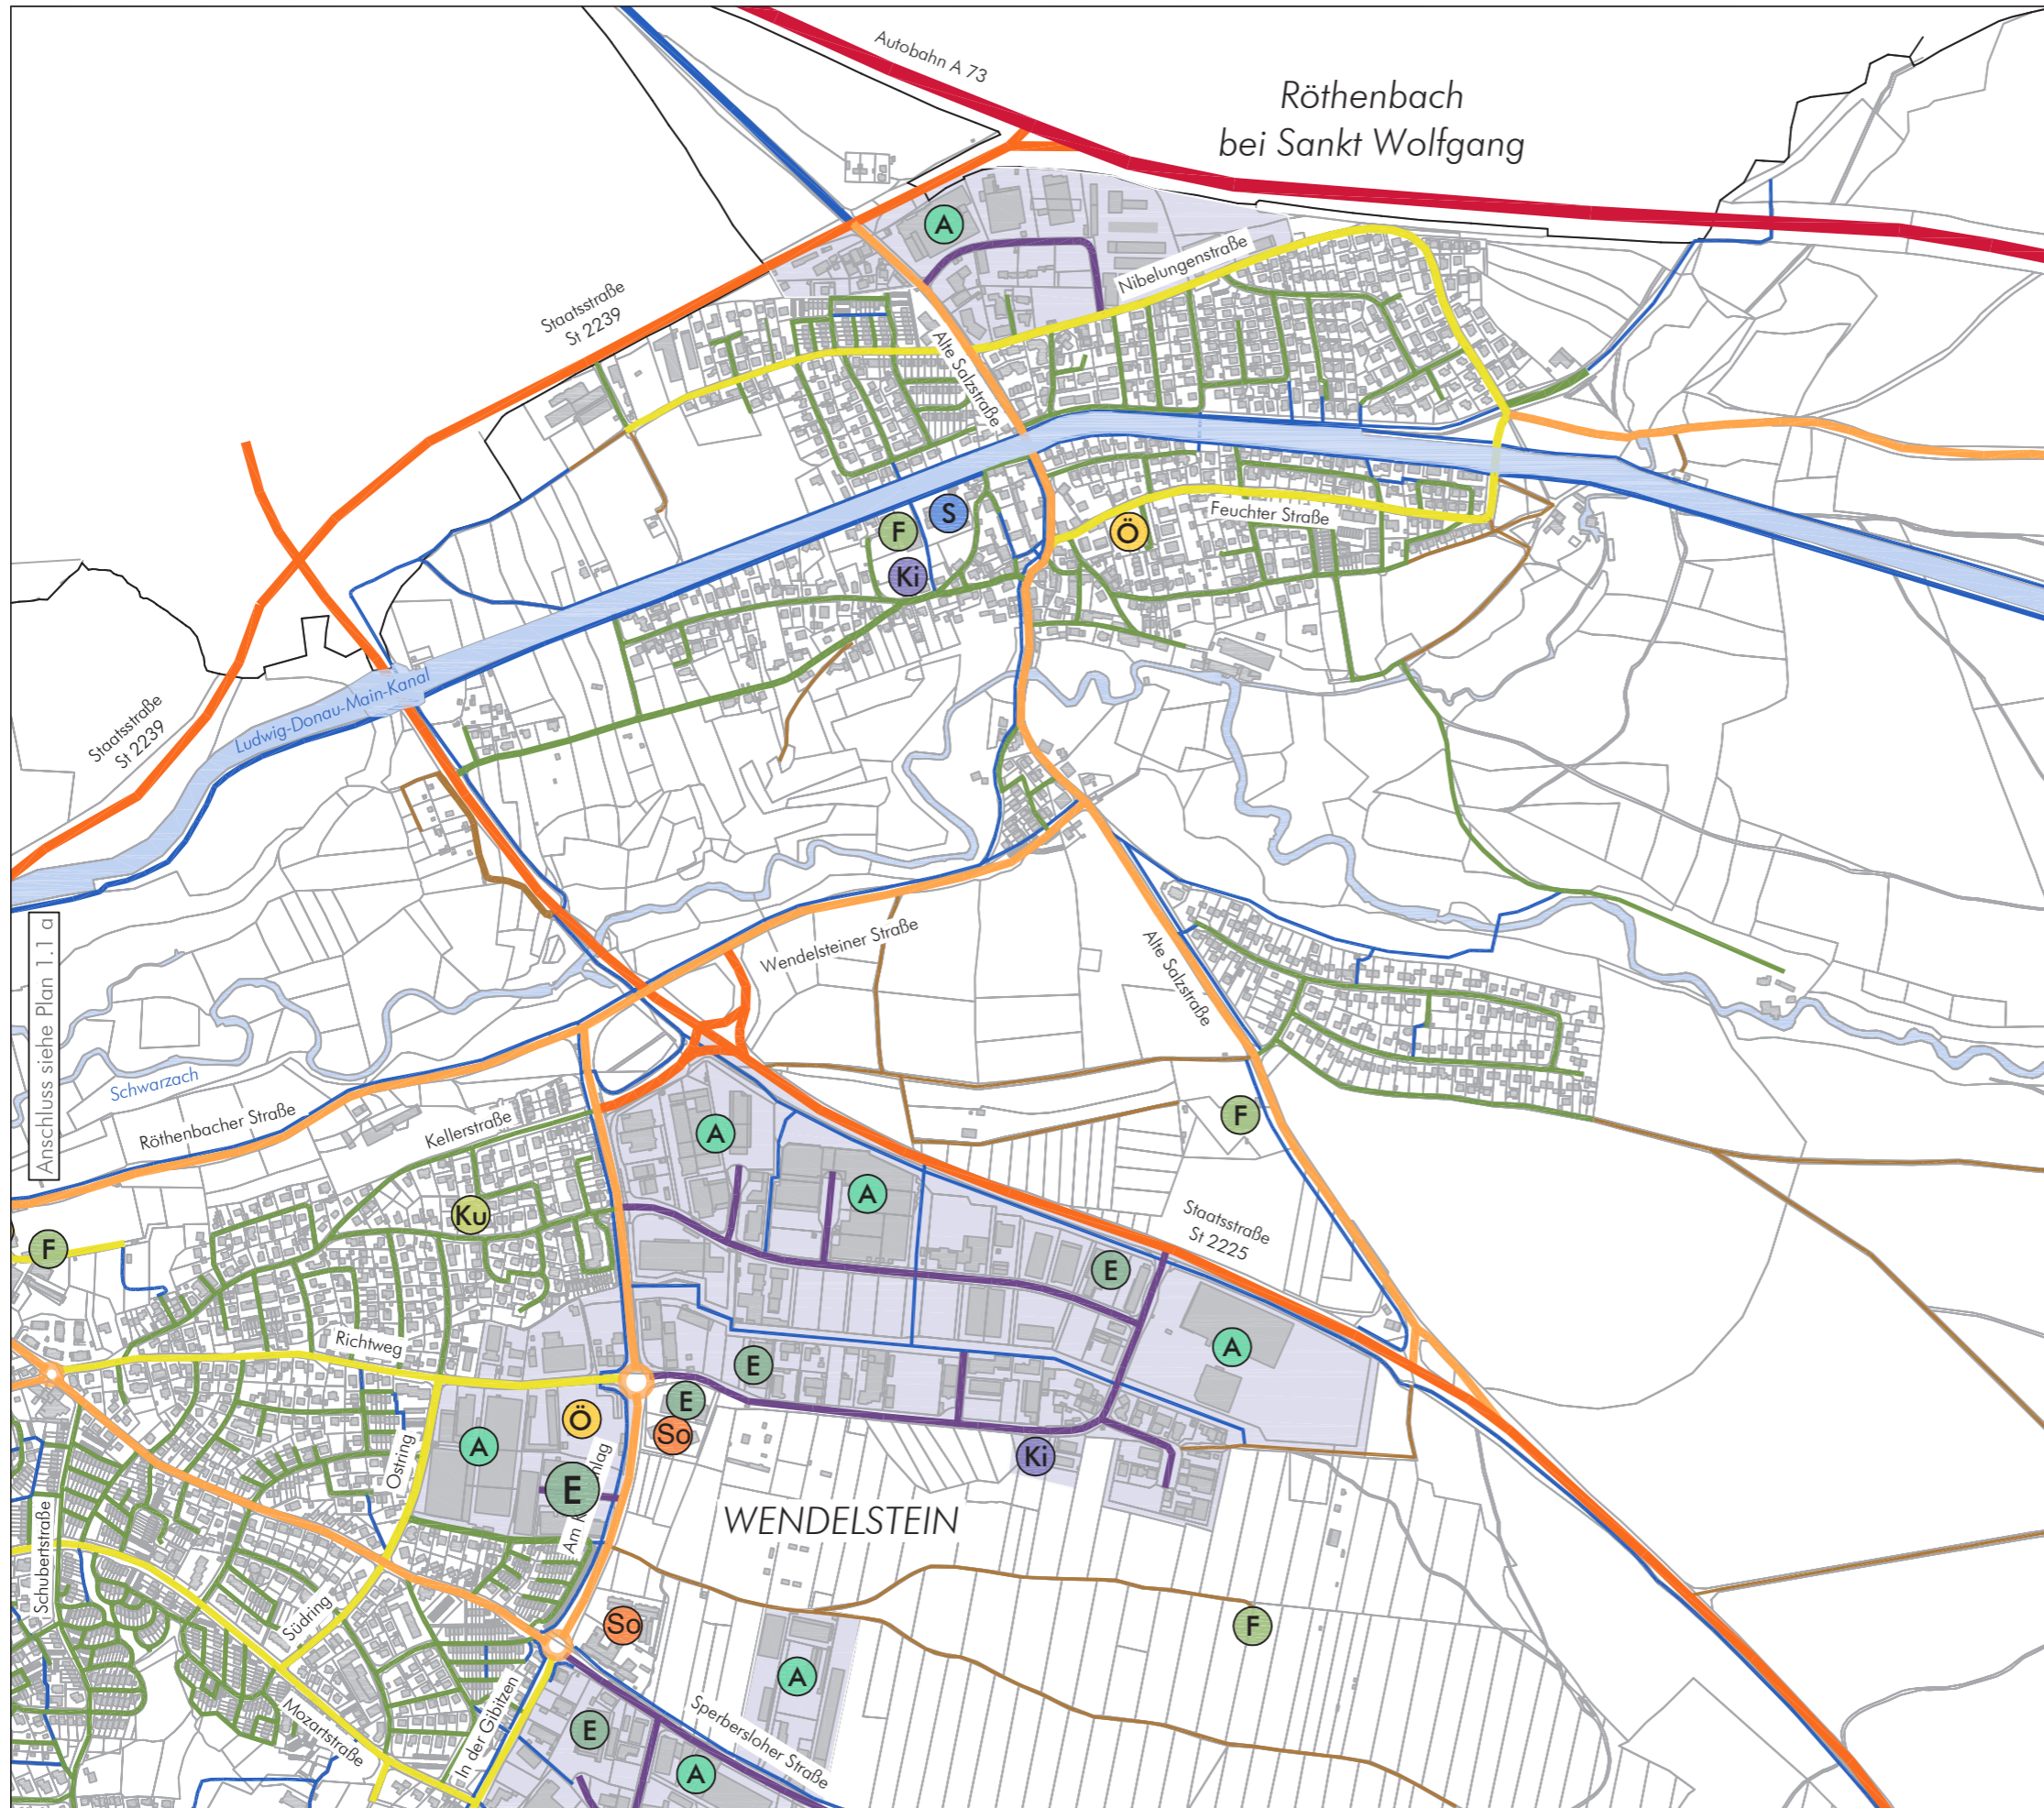 Autobahn A 73
Röthenbach
bei Sankt Wolfgang
A
Nibelungenstraße
Staatsstraße
St 2239
Alte Salzstraße
S
F
Ö
Feuchter Straße
Ki
Ludwig-Donau-Main-Kanal
Staatsstraße
St 2239
Anschluss siehe Plan 1.1 a
Wendelsteiner Straße
Alte Salzstraße
Schwarzach
Röthenbacher Straße
Kellerstraße
A
F
A
Ku
Staatsstraße
St 2225
F
E
Richtweg
A
E
E
Ö
So
A
Ostring
Ki
E
WENDELSTEIN
Schubertstraße
Südring
So
F
A
Mozartstraße
In der Gibitzen
E
Sperbersloher Straße
A